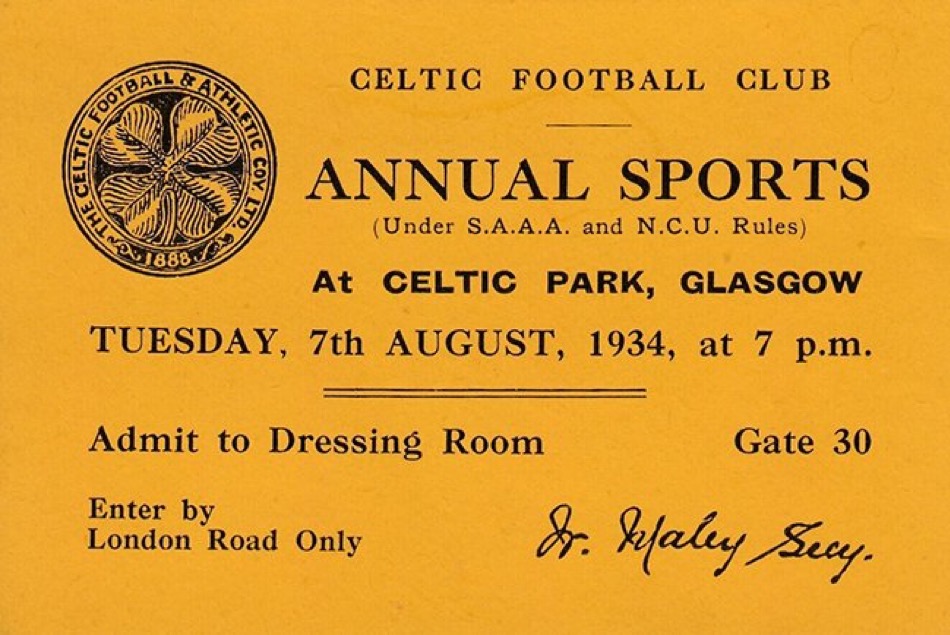 THE CELTIC FOOTBALL & ATHLETIC COY LTD.
1888
CELTIC FOOTBALL CLUB
ANNUAL SPORTS
(Under S.A.A.A. and N.C.U. Rules)
At CELTIC PARK, GLASGOW
TUESDAY, 7th AUGUST, 1934, at 7 p.m.
Admit to Dressing Room Gate 30
Enter by
London Road Only
W. Maley Secy.